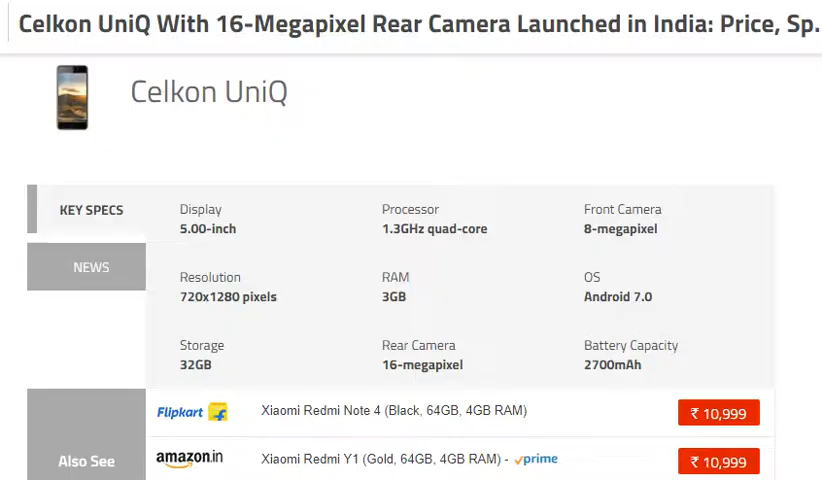 Celkon UniQ With 16-Megapixel Rear Camera Launched in India: Price, Sp.
Celkon UniQ
KEY SPECS
NEWS
Display
5.00-inch
Processor
1.3GHz quad-core
Front Camera
8-megapixel
Resolution
720x1280 pixels
RAM
3GB
OS
Android 7.0
Storage
32GB
Rear Camera
16-megapixel
Battery Capacity
2700mAh
Also See
Flipkart
Xiaomi Redmi Note 4 (Black, 64GB, 4GB RAM)
₹ 10,999
amazon.in
Xiaomi Redmi Y1 (Gold, 64GB, 4GB RAM) - prime
₹ 10,999